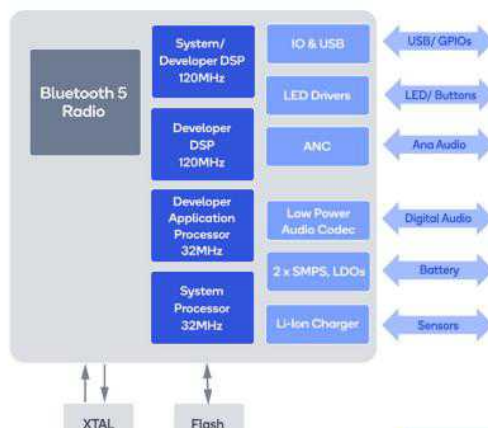 Bluetooth 5
Radio
System/
Developer DSP
120MHz
Developer
DSP
120MHz
Developer
Application
Processor
32MHz
System
Processor
32MHz
IO & USB
LED Drivers
ANC
Low Power
Audio Codec
2 x SMPS, LDOs
Li-Ion Charger
USB/ GPIOs
LED/ Buttons
Ana Audio
Digital Audio
Battery
Sensors
XTAL
Flash